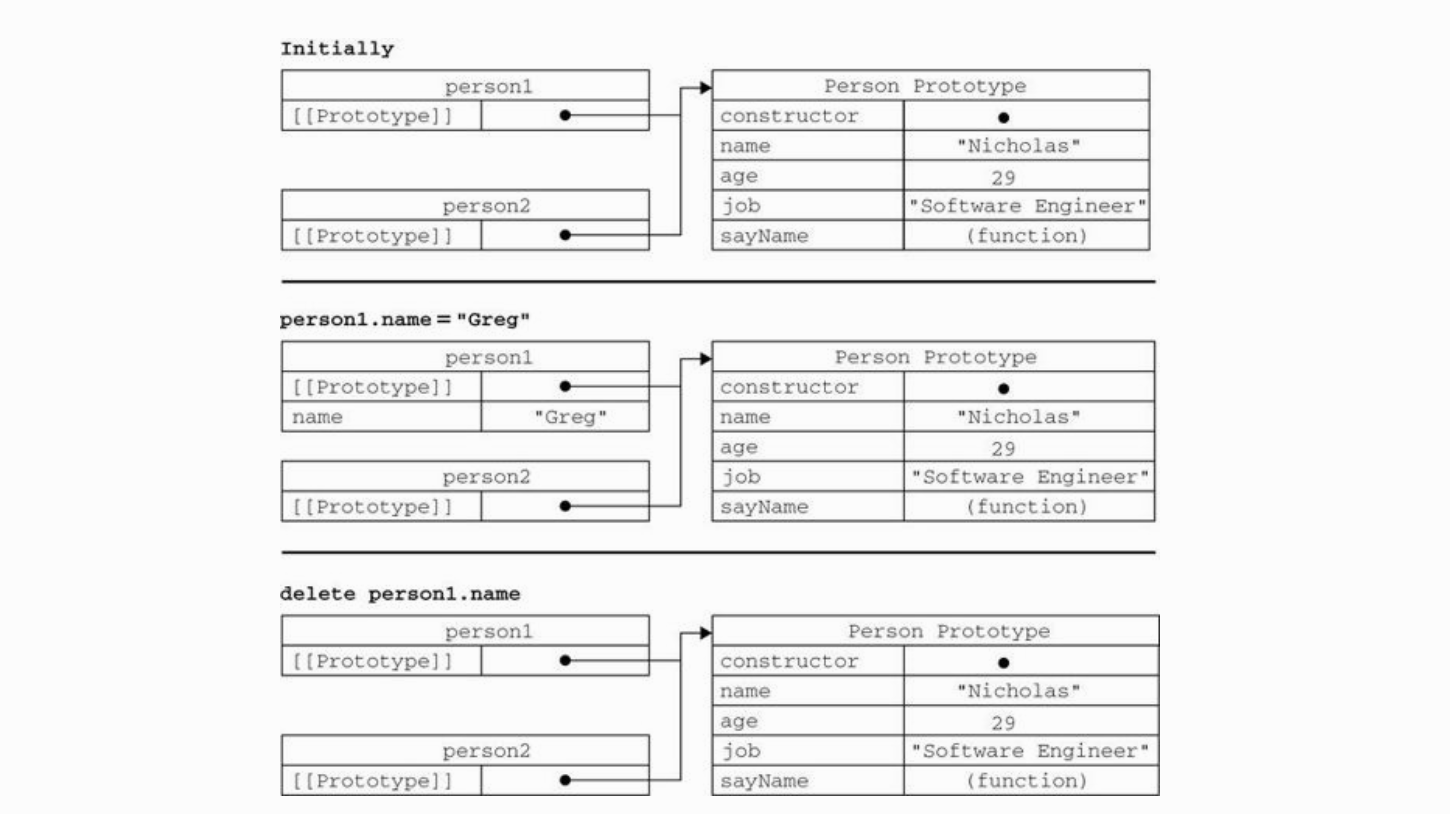 Initially
person1
Person Prototype
[[Prototype]]
constructor
name "Nicholas"
age 29
person2
job "Software Engineer"
[[Prototype]]
sayName (function)
person1.name = "Greg"
person1
Person Prototype
[[Prototype]]
constructor
name "Greg"
name "Nicholas"
age 29
person2
job "Software Engineer"
[[Prototype]]
sayName (function)
delete person1.name
person1
Person Prototype
[[Prototype]]
constructor
name "Nicholas"
age 29
person2
job "Software Engineer"
[[Prototype]]
sayName (function)